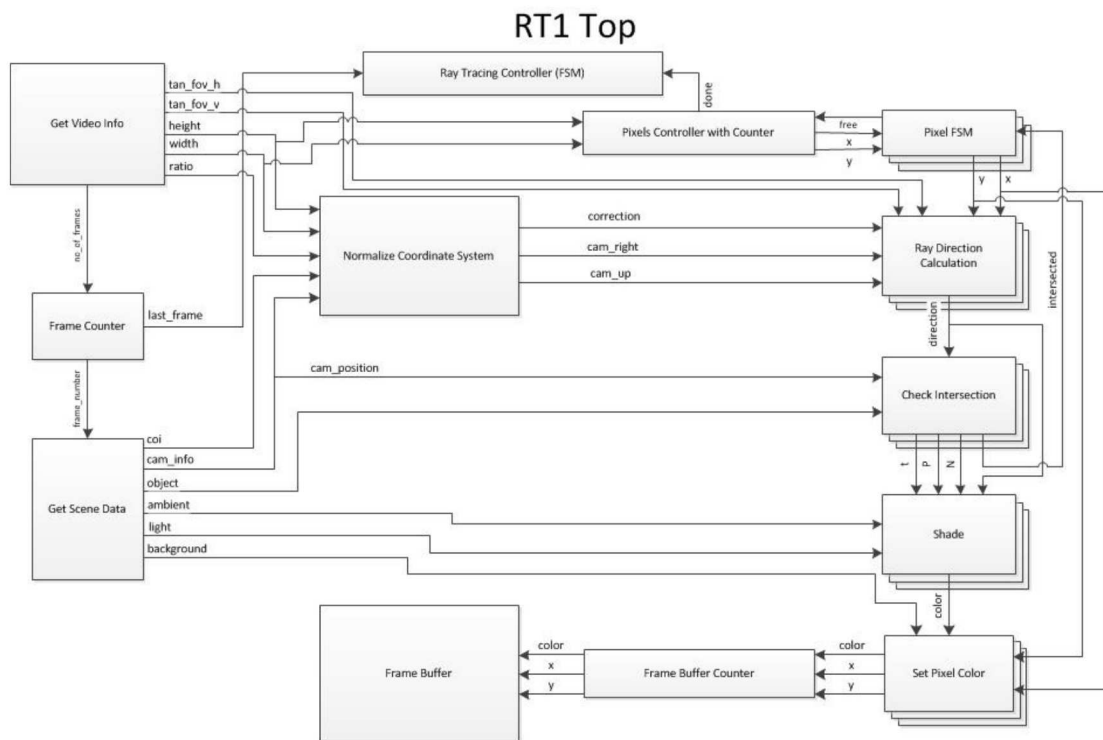 RT1 Top
Ray Tracing Controller (FSM)
tan_fov_h
done
tan_fov_v
Get Video Info
height
width
ratio
Pixels Controller with Counter
free
x
y
Pixel FSM
y
x
no_of_frames
Normalize Coordinate System
correction
cam_right
cam_up
Ray Direction
Calculation
intersected
Frame Counter
last_frame
direction
frame_number
cam_position
Check Intersection
coi
cam_info
object
ambient
light
background
Get Scene Data
t
P
N
Shade
color
Frame Buffer
color
x
y
Frame Buffer Counter
color
x
y
Set Pixel Color